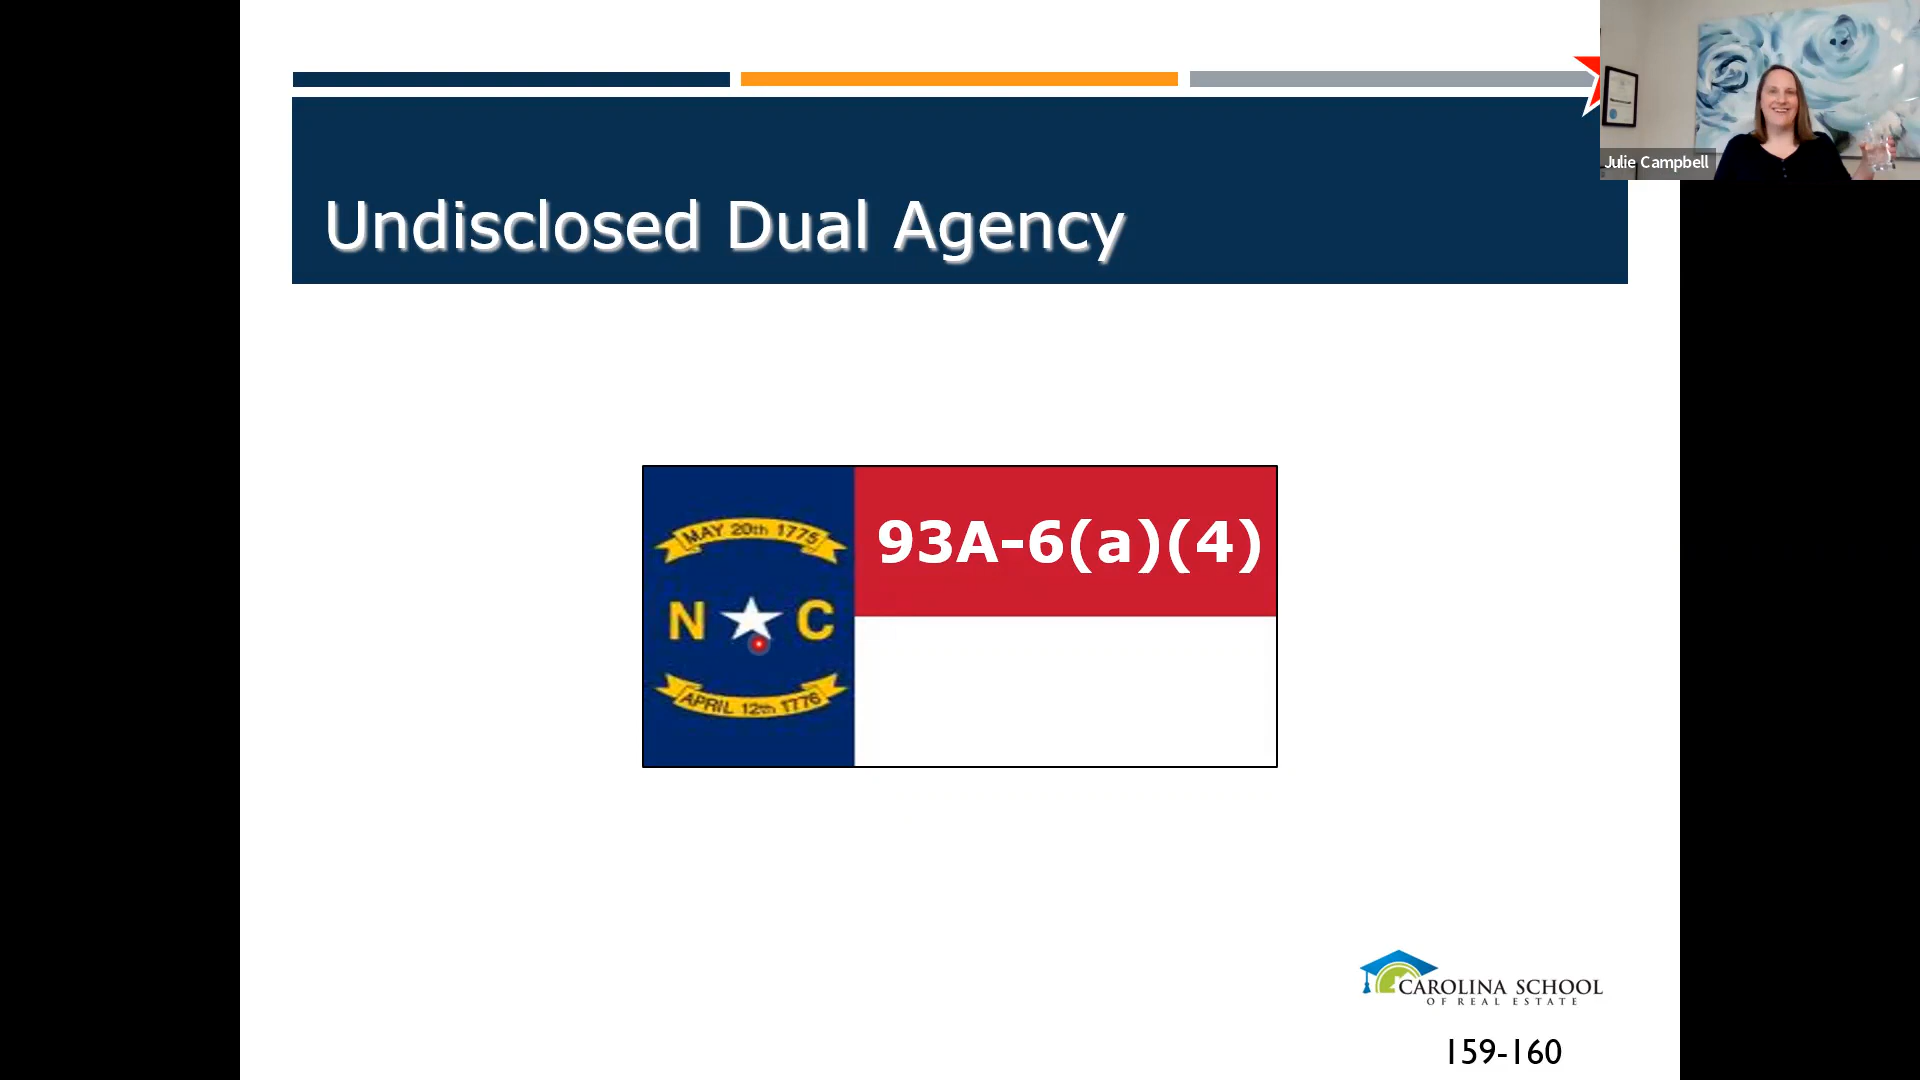 Julie Campbell
Undisclosed Dual Agency
MAY 20th 1775
93A-6(a)(4)
N C
APRIL 12th 1776
CAROLINA SCHOOL
OF REAL ESTATE
159-160